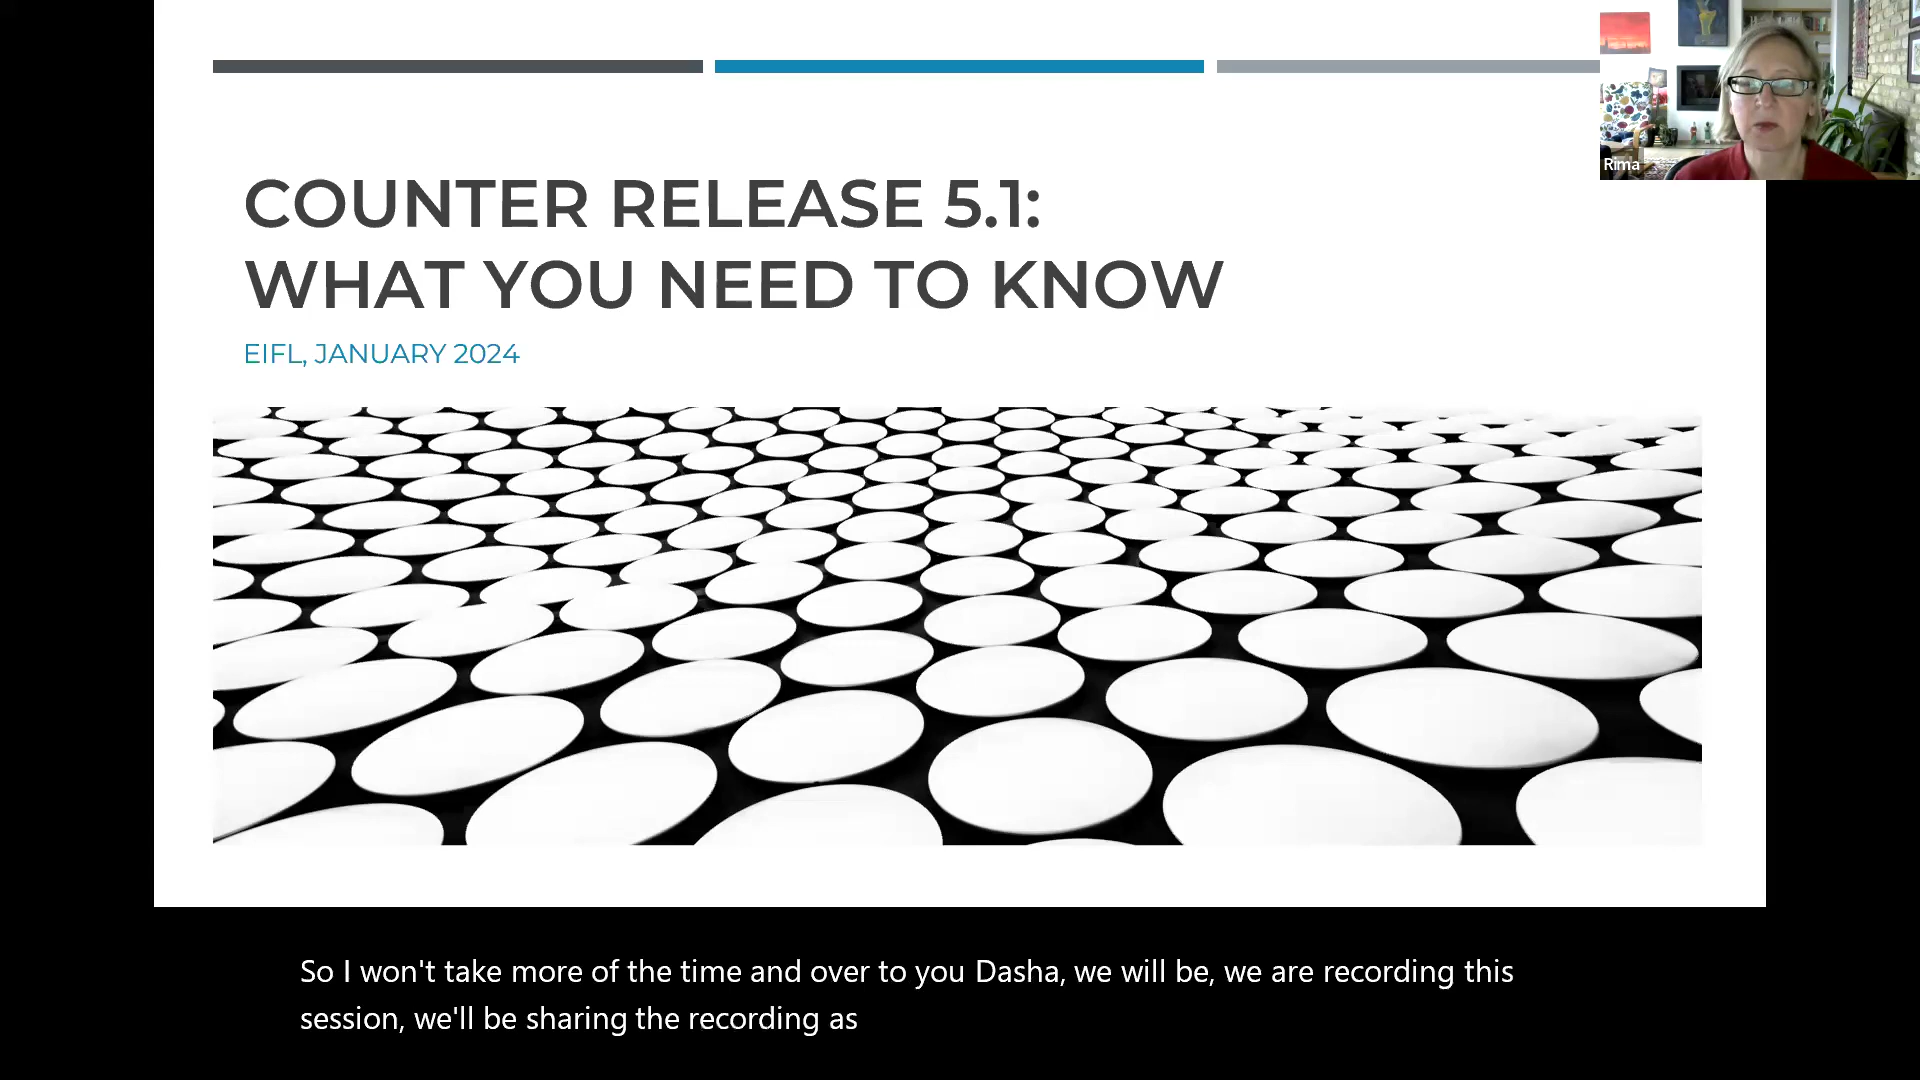 COUNTER RELEASE 5.1:
WHAT YOU NEED TO KNOW
EIFL, JANUARY 2024
Rima
So I won't take more of the time and over to you Dasha, we will be, we are recording this
session, we'll be sharing the recording as